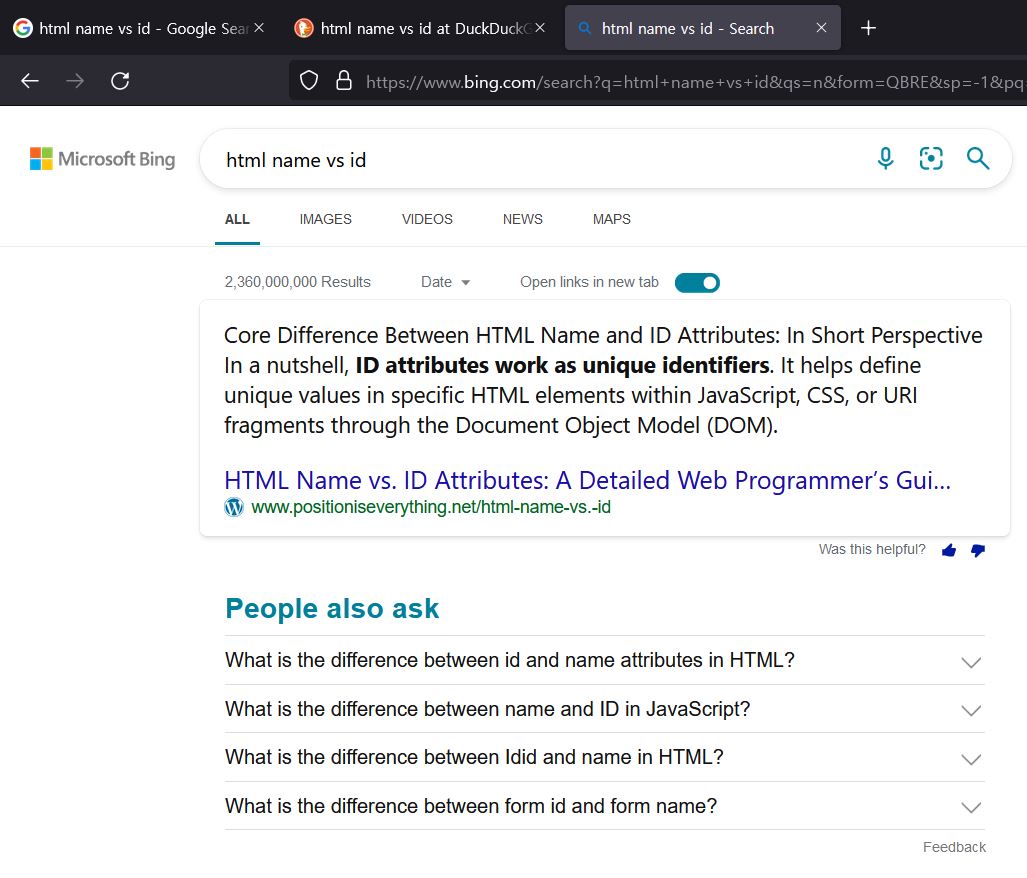 html name vs id - Google Sear
html name vs id at DuckDuckG
html name vs id - Search
https://www.bing.com/search?q=html+name+vs+id&qs=n&form=QBRE&sp=-1&pq=
Microsoft Bing
html name vs id
ALL IMAGES VIDEOS NEWS MAPS
2,360,000,000 Results Date Open links in new tab
Core Difference Between HTML Name and ID Attributes: In Short Perspective
In a nutshell, ID attributes work as unique identifiers. It helps define
unique values in specific HTML elements within JavaScript, CSS, or URI
fragments through the Document Object Model (DOM).
HTML Name vs. ID Attributes: A Detailed Web Programmer’s Gui...
www.positioniseverything.net/html-name-vs.-id
Was this helpful?
People also ask
What is the difference between id and name attributes in HTML?
What is the difference between name and ID in JavaScript?
What is the difference between Idid and name in HTML?
What is the difference between form id and form name?
Feedback